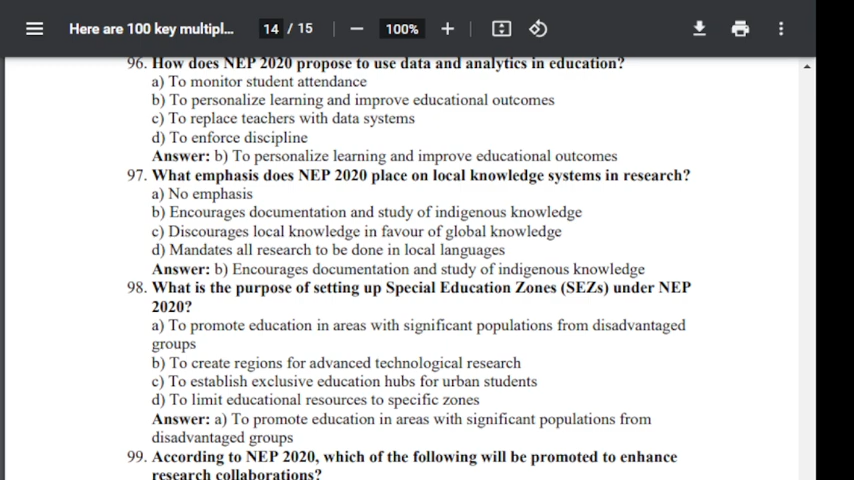 Here are 100 key multipl...
14 / 15
100%
96. How does NEP 2020 propose to use data and analytics in education?
a) To monitor student attendance
b) To personalize learning and improve educational outcomes
c) To replace teachers with data systems
d) To enforce discipline
Answer: b) To personalize learning and improve educational outcomes
97. What emphasis does NEP 2020 place on local knowledge systems in research?
a) No emphasis
b) Encourages documentation and study of indigenous knowledge
c) Discourages local knowledge in favour of global knowledge
d) Mandates all research to be done in local languages
Answer: b) Encourages documentation and study of indigenous knowledge
98. What is the purpose of setting up Special Education Zones (SEZs) under NEP
2020?
a) To promote education in areas with significant populations from disadvantaged
groups
b) To create regions for advanced technological research
c) To establish exclusive education hubs for urban students
d) To limit educational resources to specific zones
Answer: a) To promote education in areas with significant populations from
disadvantaged groups
99. According to NEP 2020, which of the following will be promoted to enhance
research collaborations?